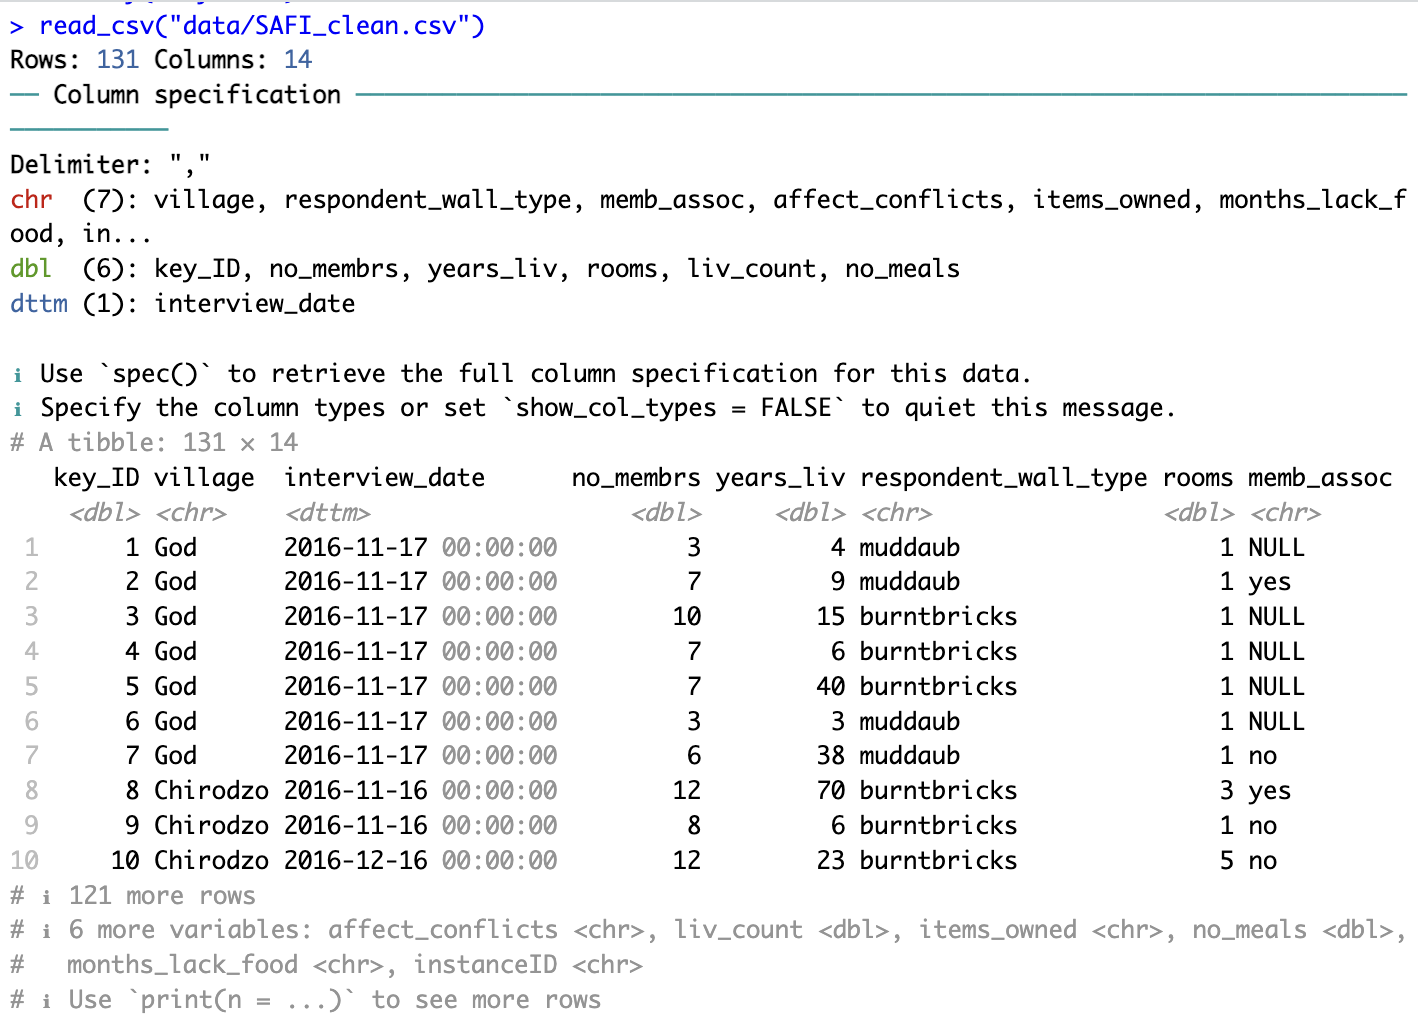 > read_csv("data/SAFI_clean.csv")
Rows: 131 Columns: 14
── Column specification ─────────────────────────────────────────────────────────────────────────
───────────
Delimiter: ","
chr  (7): village, respondent_wall_type, memb_assoc, affect_conflicts, items_owned, months_lack_f
ood, in...
dbl  (6): key_ID, no_membrs, years_liv, rooms, liv_count, no_meals
dttm (1): interview_date

ℹ Use `spec()` to retrieve the full column specification for this data.
ℹ Specify the column types or set `show_col_types = FALSE` to quiet this message.
# A tibble: 131 × 14
   key_ID village  interview_date      no_membrs years_liv respondent_wall_type rooms memb_assoc
    <dbl> <chr>    <dttm>                  <dbl>     <dbl> <chr>                <dbl> <chr>
 1      1 God      2016-11-17 00:00:00         3         4 muddaub                  1 NULL
 2      2 God      2016-11-17 00:00:00         7         9 muddaub                  1 yes
 3      3 God      2016-11-17 00:00:00        10        15 burntbricks              1 NULL
 4      4 God      2016-11-17 00:00:00         7         6 burntbricks              1 NULL
 5      5 God      2016-11-17 00:00:00         7        40 burntbricks              1 NULL
 6      6 God      2016-11-17 00:00:00         3         3 muddaub                  1 NULL
 7      7 God      2016-11-17 00:00:00         6        38 muddaub                  1 no
 8      8 Chirodzo 2016-11-16 00:00:00        12        70 burntbricks              3 yes
 9      9 Chirodzo 2016-11-16 00:00:00         8         6 burntbricks              1 no
10     10 Chirodzo 2016-12-16 00:00:00        12        23 burntbricks              5 no
# ℹ 121 more rows
# ℹ 6 more variables: affect_conflicts <chr>, liv_count <dbl>, items_owned <chr>, no_meals <dbl>,
#   months_lack_food <chr>, instanceID <chr>
# ℹ Use `print(n = ...)` to see more rows